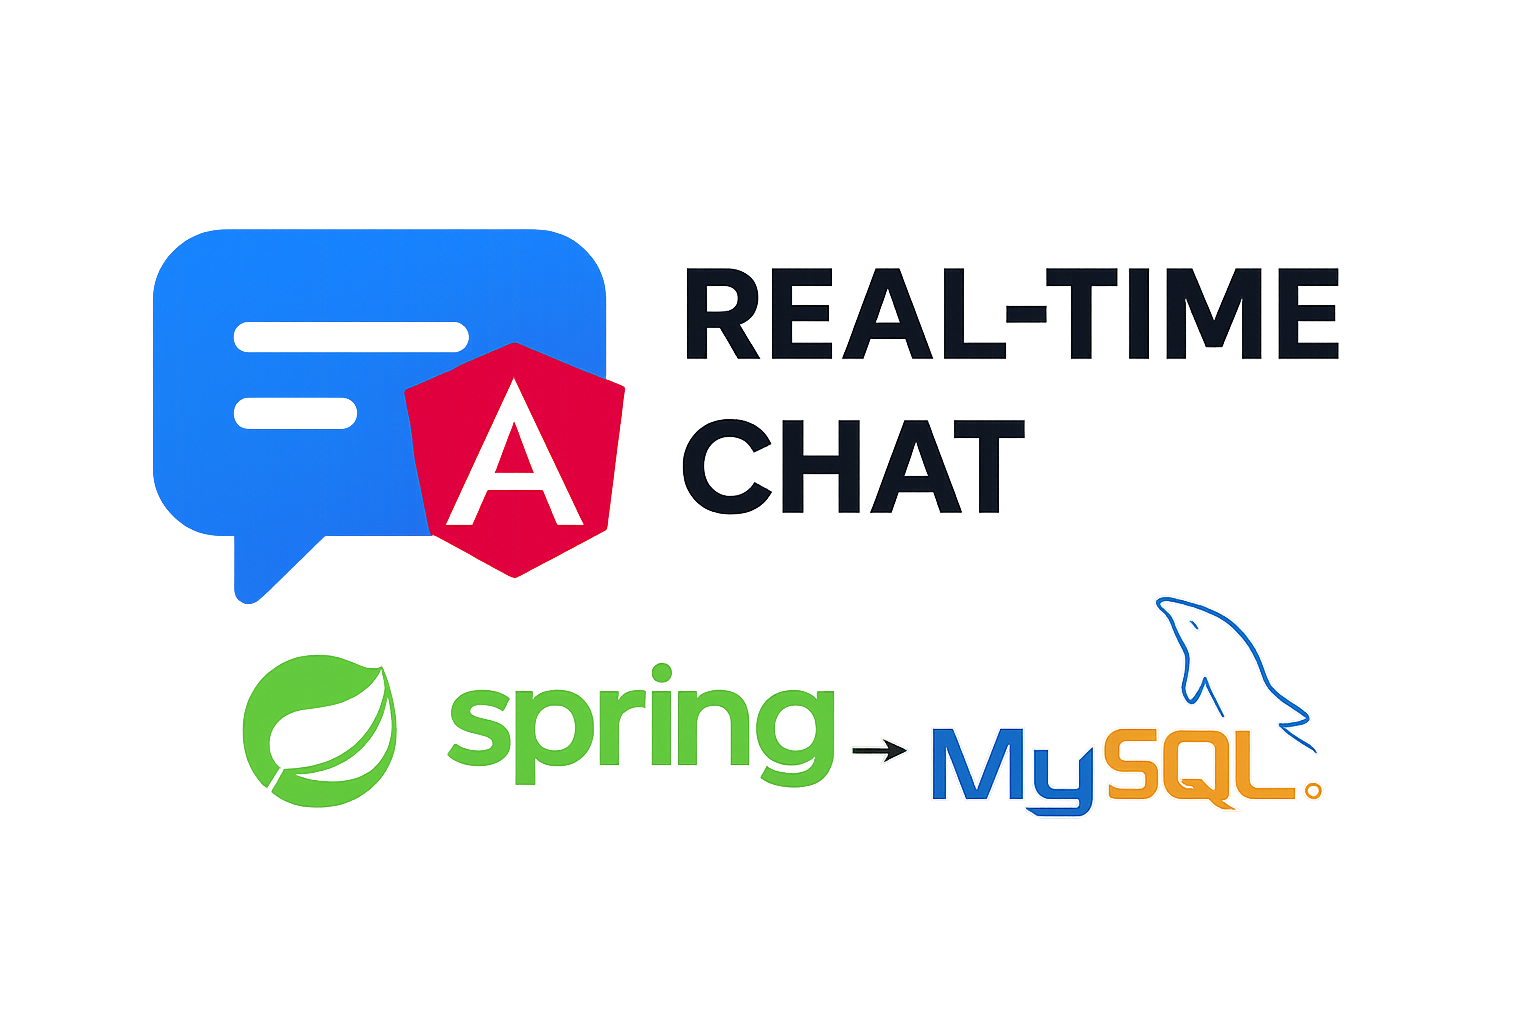 REAL-TIME
CHAT
A
spring → MySQL